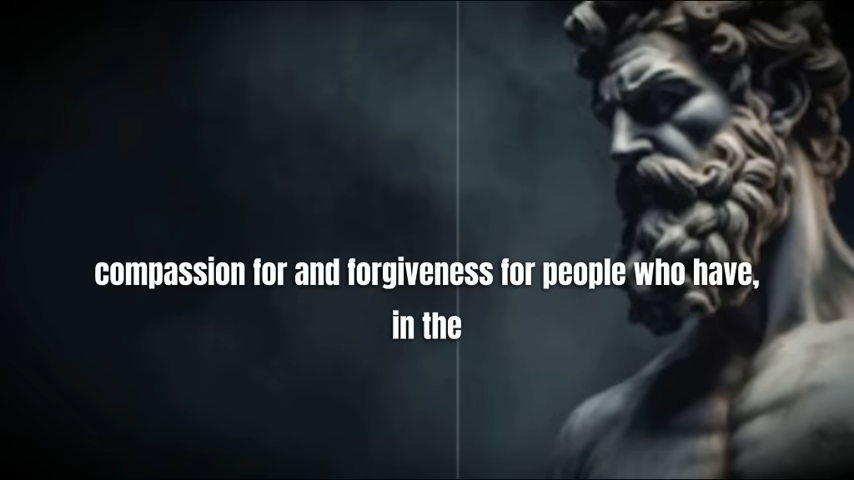 compassion for and forgiveness for people who have,
in the